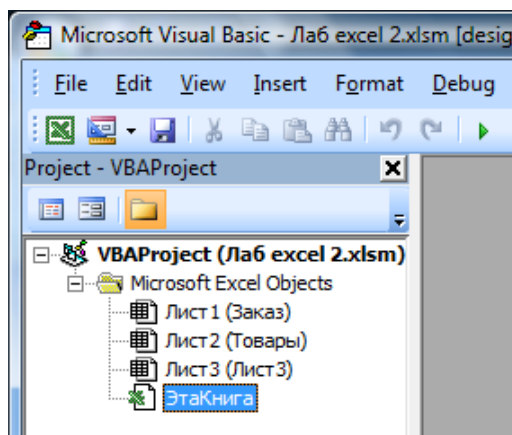 Microsoft Visual Basic - Лаб excel 2.xlsm [desig
File Edit View Insert Format Debug
Project - VBAProject
VBAProject (Лаб excel 2.xlsm)
Microsoft Excel Objects
Лист1 (Заказ)
Лист2 (Товары)
Лист3 (Лист3)
ЭтаКнига